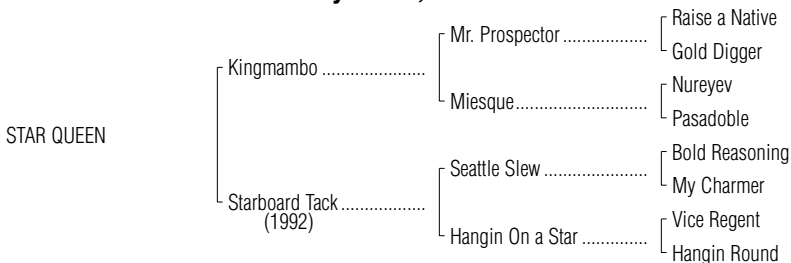 Mr. Prospector ..................
Raise a Native
Gold Digger
Kingmambo ......................
Miesque............................
Nureyev
Pasadoble
STAR QUEEN
Starboard Tack ..................
(1992)
Seattle Slew ......................
Bold Reasoning
My Charmer
Hangin On a Star ..............
Vice Regent
Hangin Round